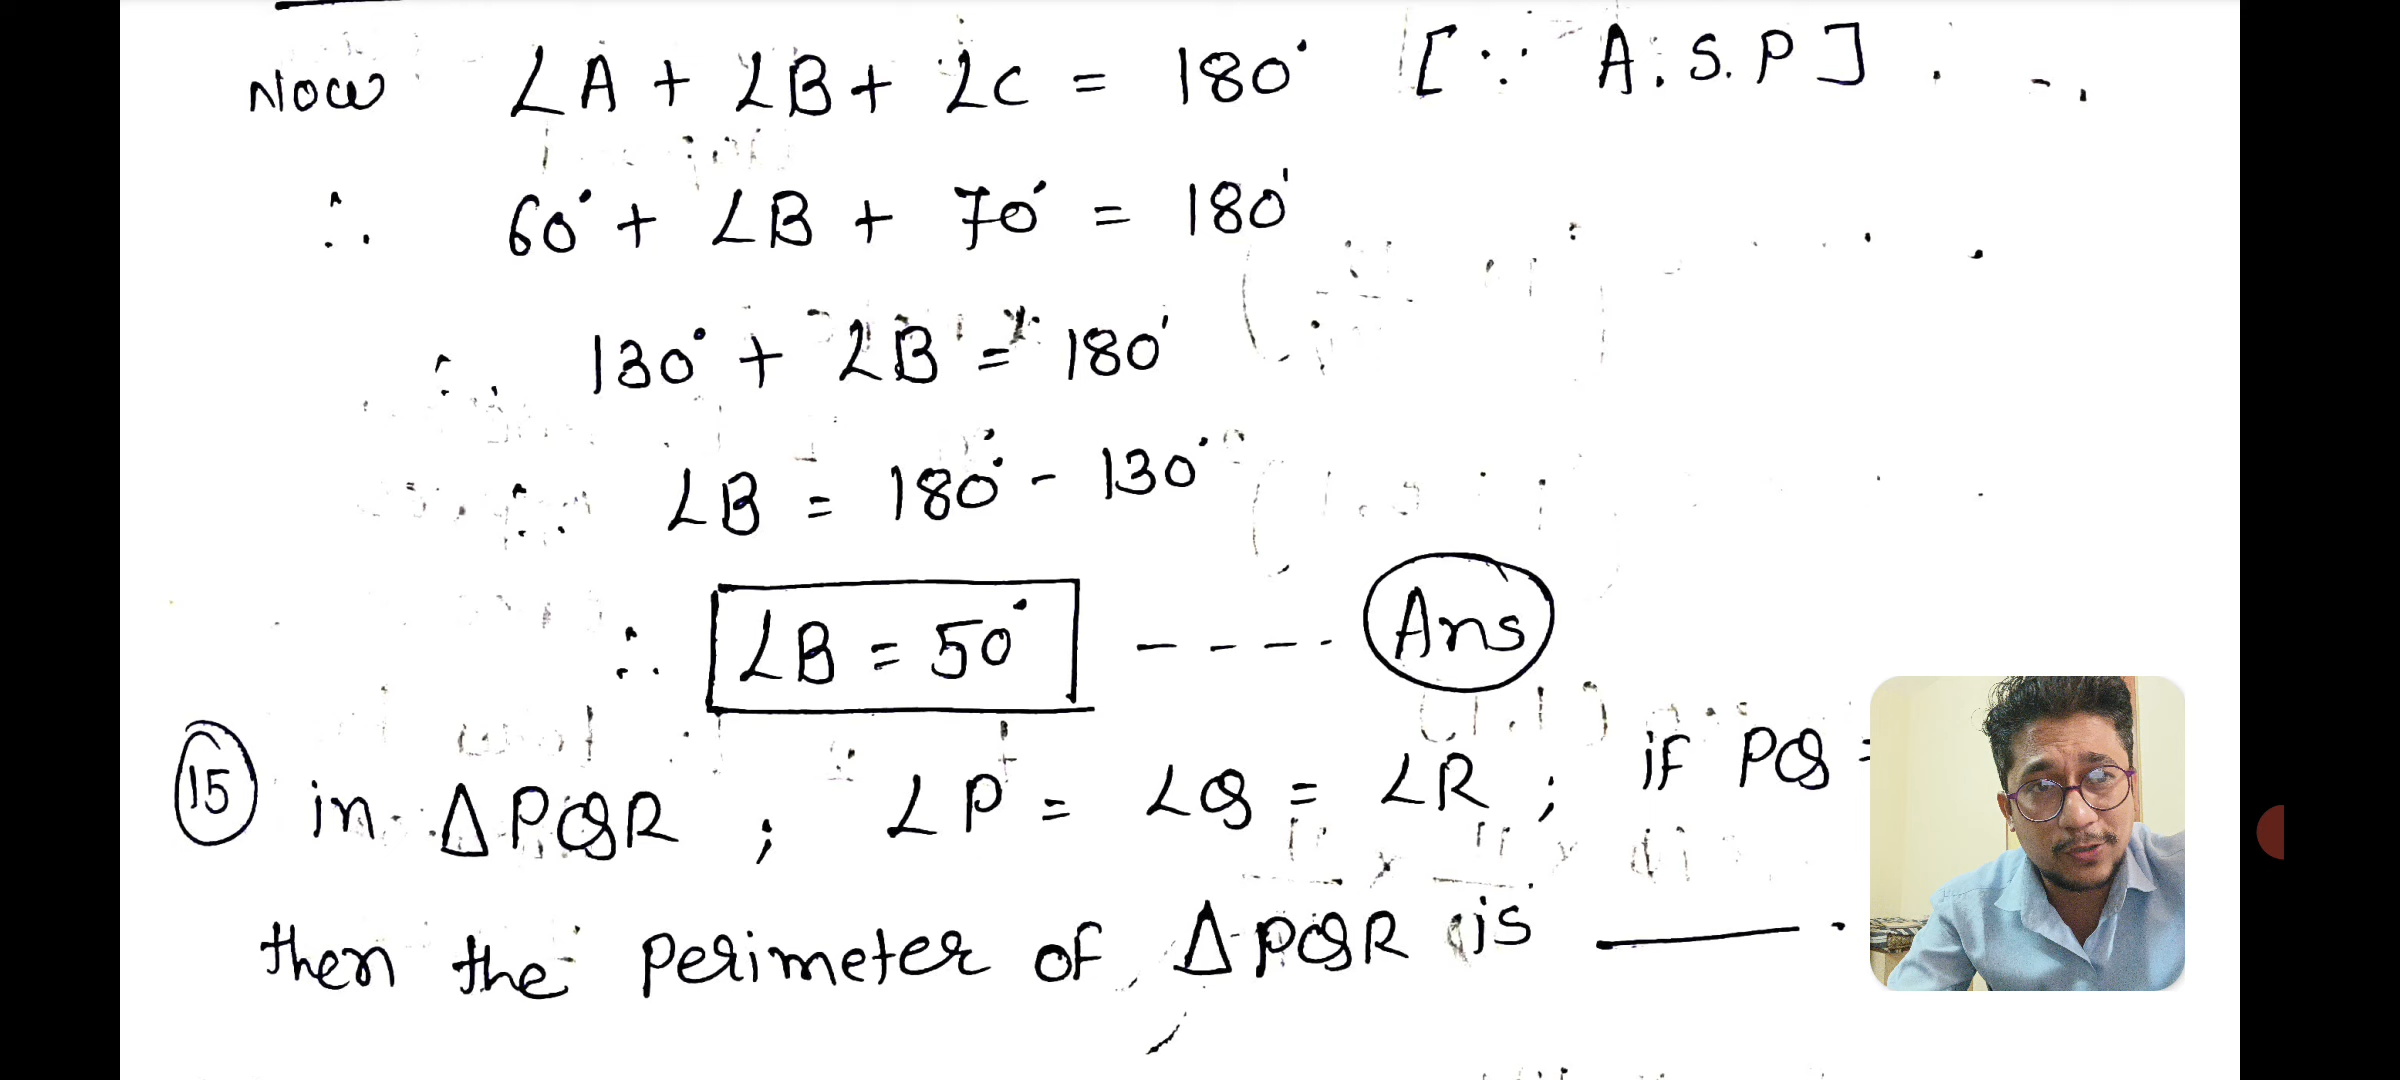 Now ∠A + ∠B + ∠C = 180° [∵ A.S.P]
∴ 60° + ∠B + 70° = 180°
∴ 130° + ∠B = 180°
∴ ∠B = 180° - 130°
∴ ∠B = 50° ---- Ans
15 in ΔPQR ; ∠P = ∠Q = ∠R ; if PQ =
then the perimeter of ΔPQR is ___.